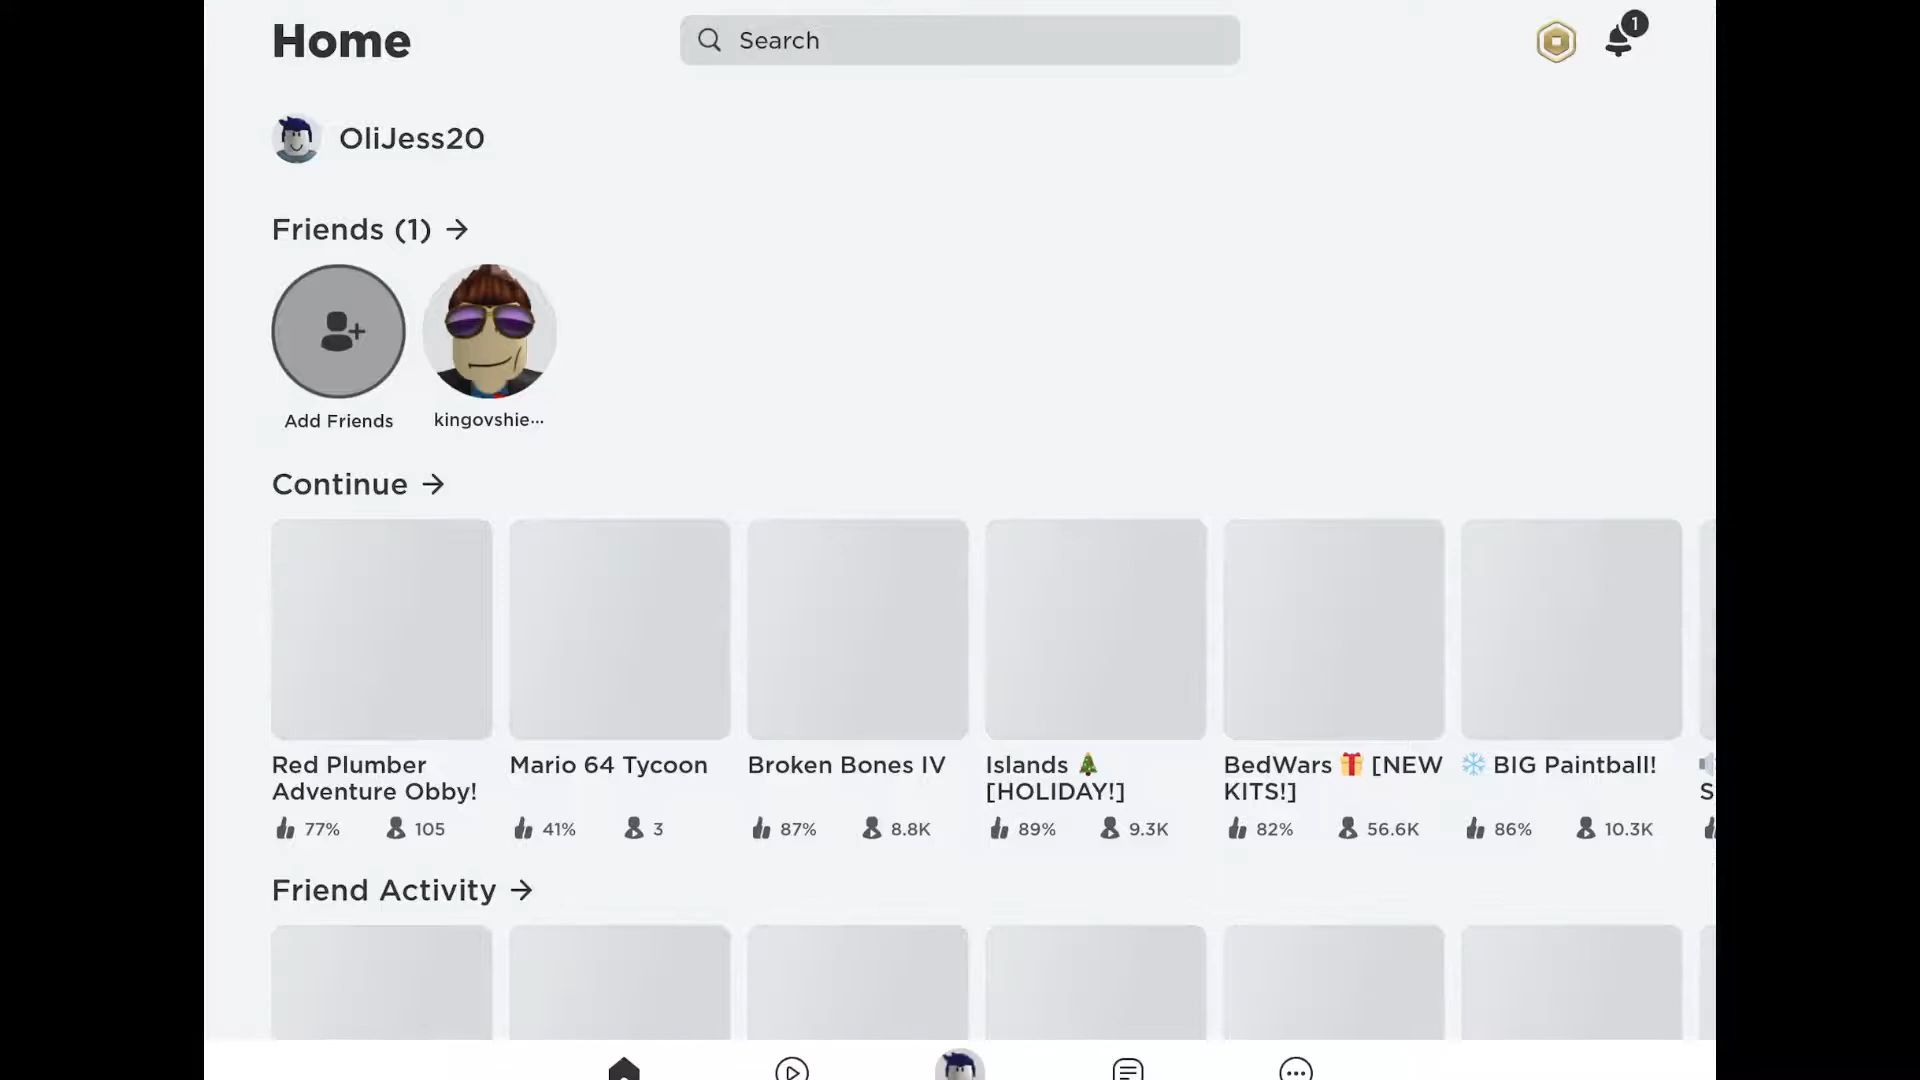 Home
Search
1
OliJess20
Friends (1) →
Add Friends
kingovshie...
Continue →
Red Plumber Adventure Obby!
77% 105
Mario 64 Tycoon
41% 3
Broken Bones IV
87% 8.8K
Islands 🎄 [HOLIDAY!]
89% 9.3K
BedWars 🎁 [NEW KITS!]
82% 56.6K
❄️ BIG Paintball!
86% 10.3K
S
Friend Activity →